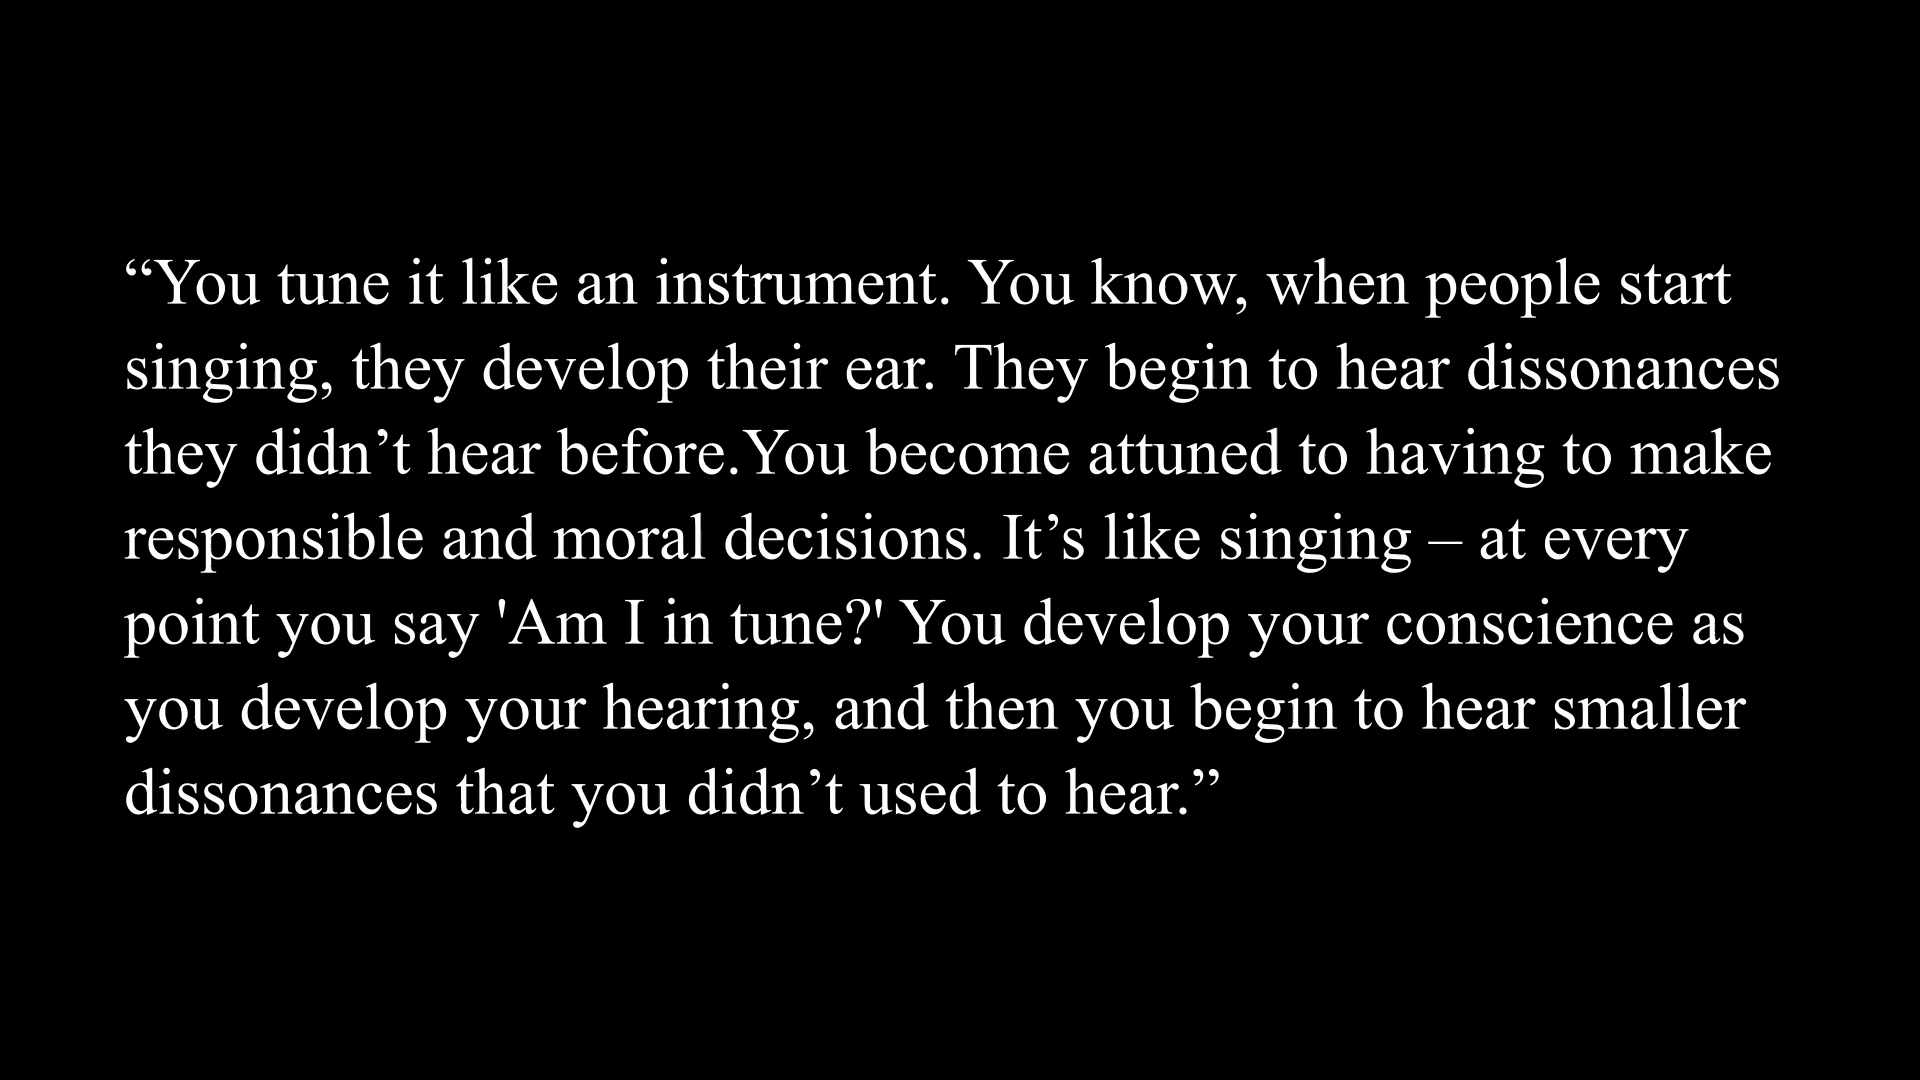 “You tune it like an instrument. You know, when people start
singing, they develop their ear. They begin to hear dissonances
they didn’t hear before.You become attuned to having to make
responsible and moral decisions. It’s like singing – at every
point you say 'Am I in tune?' You develop your conscience as
you develop your hearing, and then you begin to hear smaller
dissonances that you didn’t used to hear.”